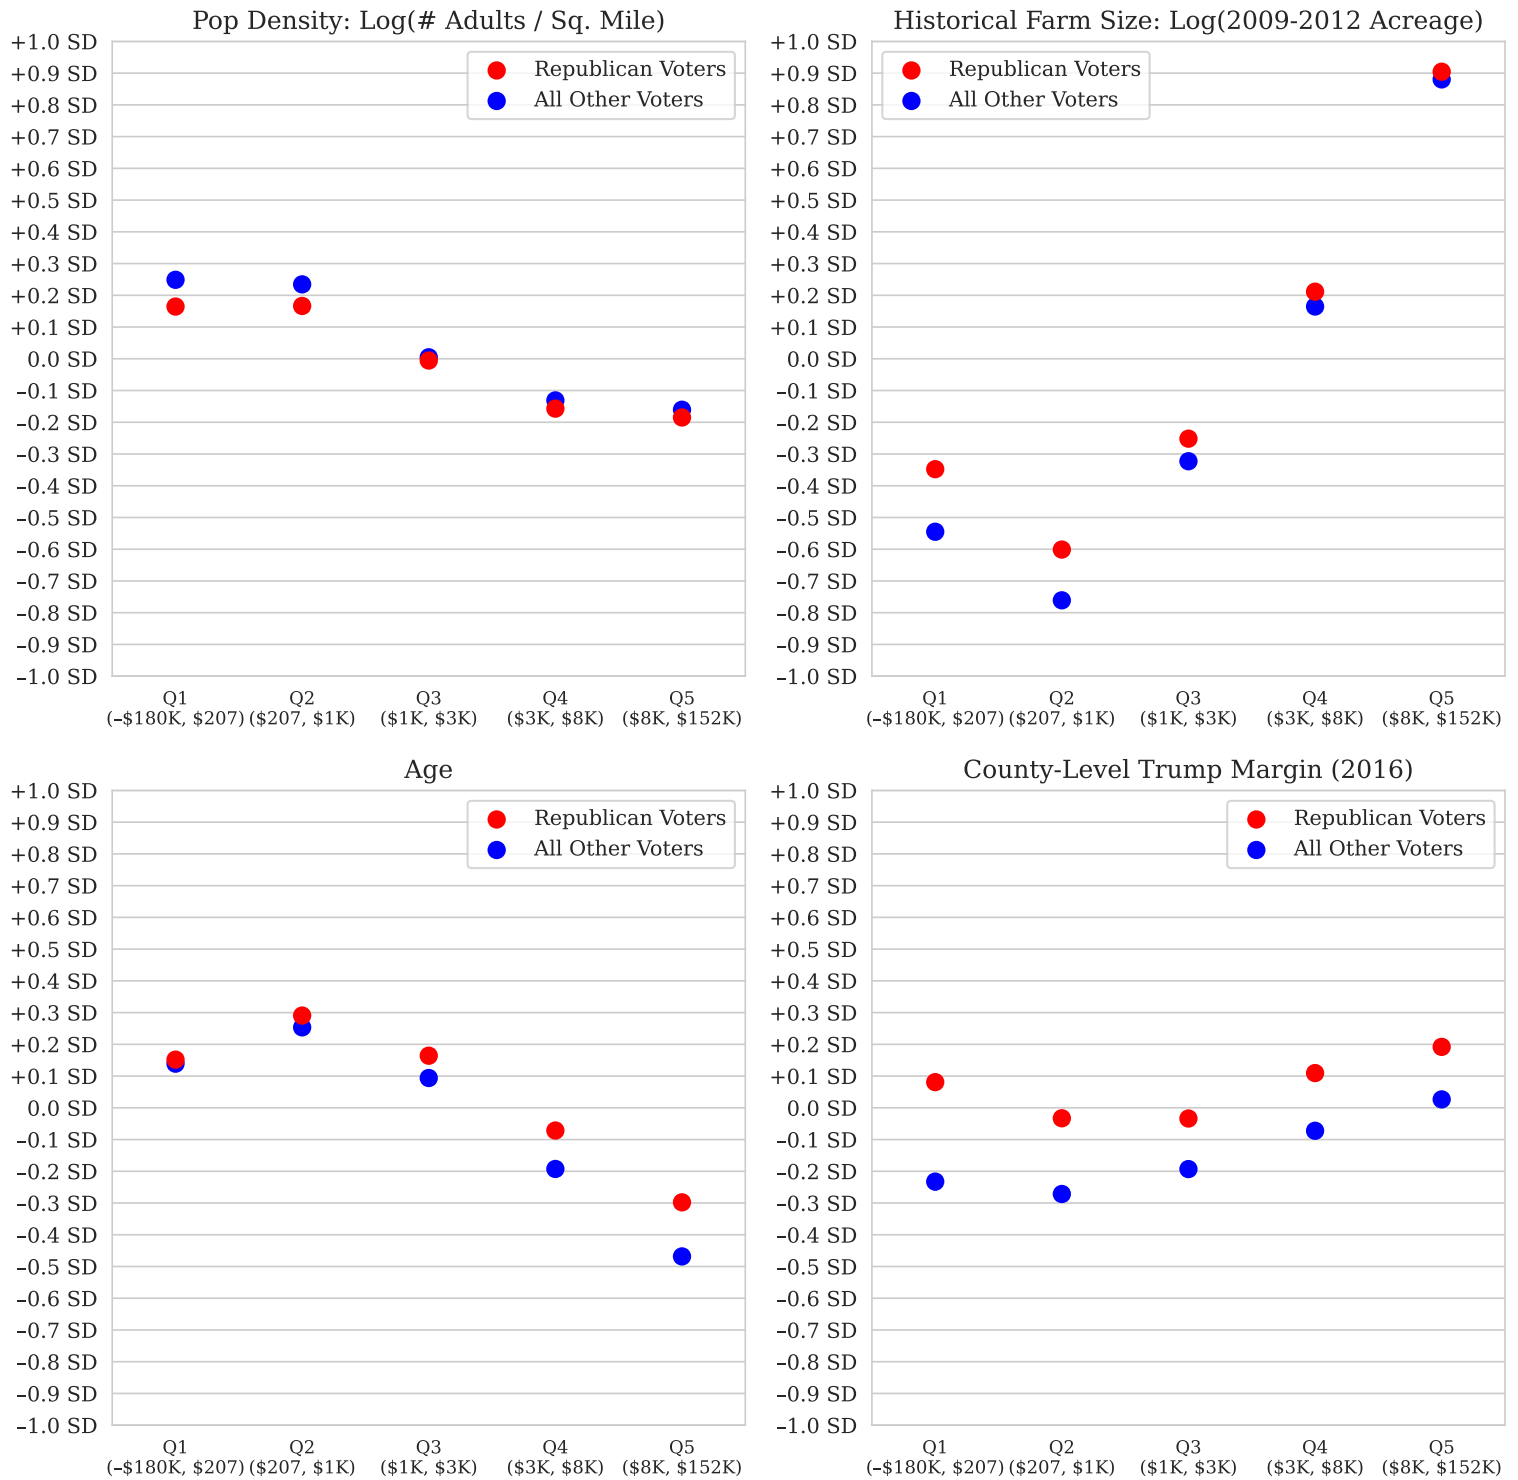 Pop Density: Log(# Adults / Sq. Mile)
+1.0 SD
+0.9 SD
+0.8 SD
+0.7 SD
+0.6 SD
+0.5 SD
+0.4 SD
+0.3 SD
+0.2 SD
+0.1 SD
0.0 SD
–0.1 SD
–0.2 SD
–0.3 SD
–0.4 SD
–0.5 SD
–0.6 SD
–0.7 SD
–0.8 SD
–0.9 SD
–1.0 SD
Republican Voters
All Other Voters
Q1 Q2 Q3 Q4 Q5
(–$180K, $207) ($207, $1K) ($1K, $3K) ($3K, $8K) ($8K, $152K)
Historical Farm Size: Log(2009-2012 Acreage)
+1.0 SD
+0.9 SD
+0.8 SD
+0.7 SD
+0.6 SD
+0.5 SD
+0.4 SD
+0.3 SD
+0.2 SD
+0.1 SD
0.0 SD
–0.1 SD
–0.2 SD
–0.3 SD
–0.4 SD
–0.5 SD
–0.6 SD
–0.7 SD
–0.8 SD
–0.9 SD
–1.0 SD
Republican Voters
All Other Voters
Q1 Q2 Q3 Q4 Q5
(–$180K, $207) ($207, $1K) ($1K, $3K) ($3K, $8K) ($8K, $152K)
Age
+1.0 SD
+0.9 SD
+0.8 SD
+0.7 SD
+0.6 SD
+0.5 SD
+0.4 SD
+0.3 SD
+0.2 SD
+0.1 SD
0.0 SD
–0.1 SD
–0.2 SD
–0.3 SD
–0.4 SD
–0.5 SD
–0.6 SD
–0.7 SD
–0.8 SD
–0.9 SD
–1.0 SD
Republican Voters
All Other Voters
Q1 Q2 Q3 Q4 Q5
(–$180K, $207) ($207, $1K) ($1K, $3K) ($3K, $8K) ($8K, $152K)
County-Level Trump Margin (2016)
+1.0 SD
+0.9 SD
+0.8 SD
+0.7 SD
+0.6 SD
+0.5 SD
+0.4 SD
+0.3 SD
+0.2 SD
+0.1 SD
0.0 SD
–0.1 SD
–0.2 SD
–0.3 SD
–0.4 SD
–0.5 SD
–0.6 SD
–0.7 SD
–0.8 SD
–0.9 SD
–1.0 SD
Republican Voters
All Other Voters
Q1 Q2 Q3 Q4 Q5
(–$180K, $207) ($207, $1K) ($1K, $3K) ($3K, $8K) ($8K, $152K)